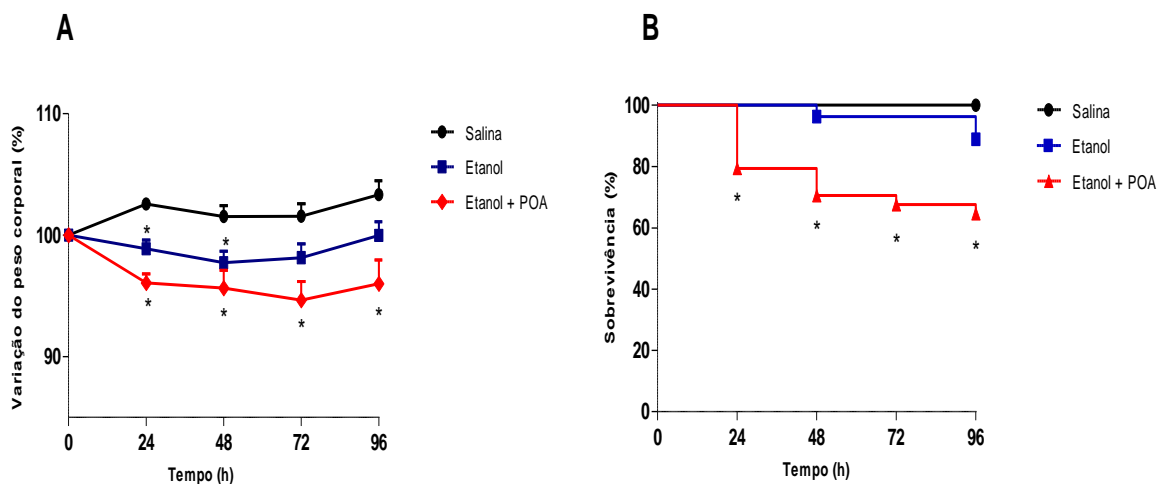 A
Variação do peso corporal (%)
110
100
90
0
24
48
72
96
Tempo (h)
Salina
Etanol
Etanol + POA
*
*
*
*
*
*
B
Sobrevivência (%)
100
80
60
40
20
0
0
24
48
72
96
Tempo (h)
Salina
Etanol
Etanol + POA
*
*
*
*